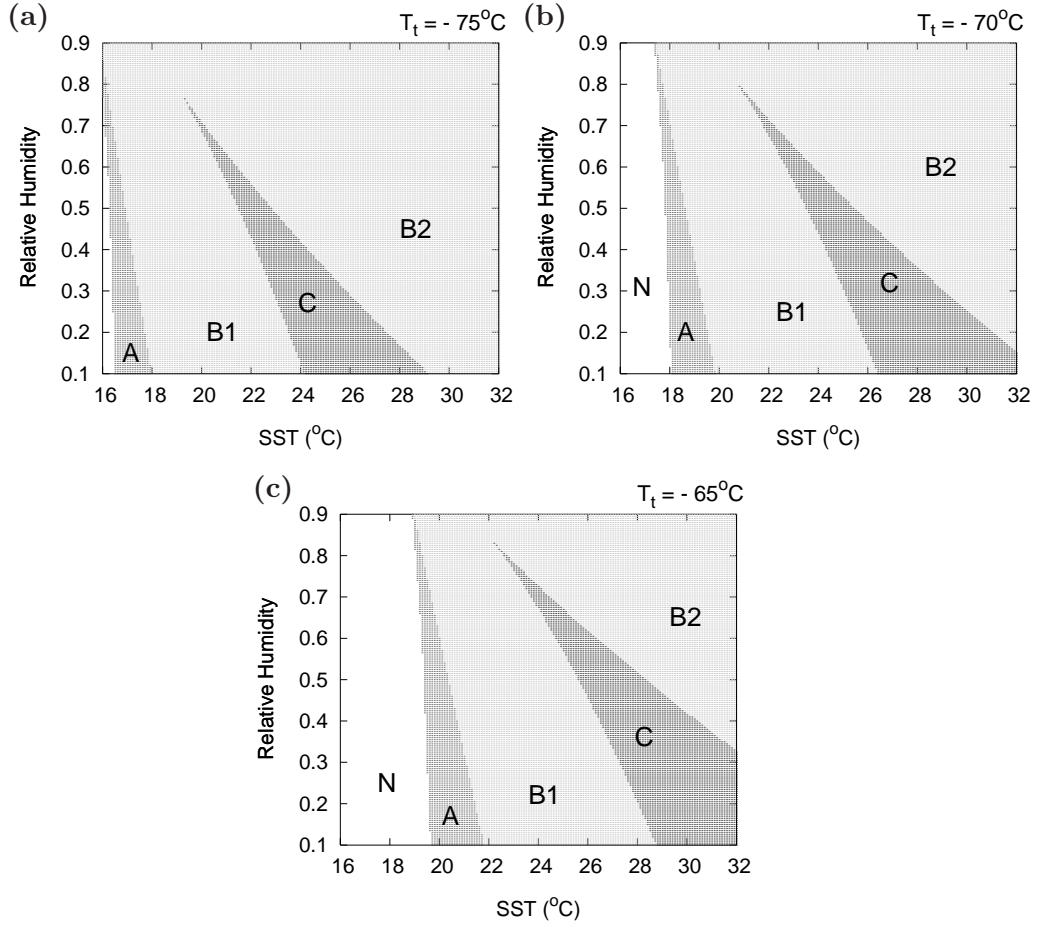 (a)
T_t = - 75°C
Relative Humidity
0.9
0.8
0.7
0.6
0.5
0.4
0.3
0.2
0.1
A
B1
C
B2
16 18 20 22 24 26 28 30 32
SST (°C)
(b)
T_t = - 70°C
Relative Humidity
0.9
0.8
0.7
0.6
0.5
0.4
0.3
0.2
0.1
N
A
B1
C
B2
16 18 20 22 24 26 28 30 32
SST (°C)
(c)
T_t = - 65°C
Relative Humidity
0.9
0.8
0.7
0.6
0.5
0.4
0.3
0.2
0.1
N
A
B1
C
B2
16 18 20 22 24 26 28 30 32
SST (°C)